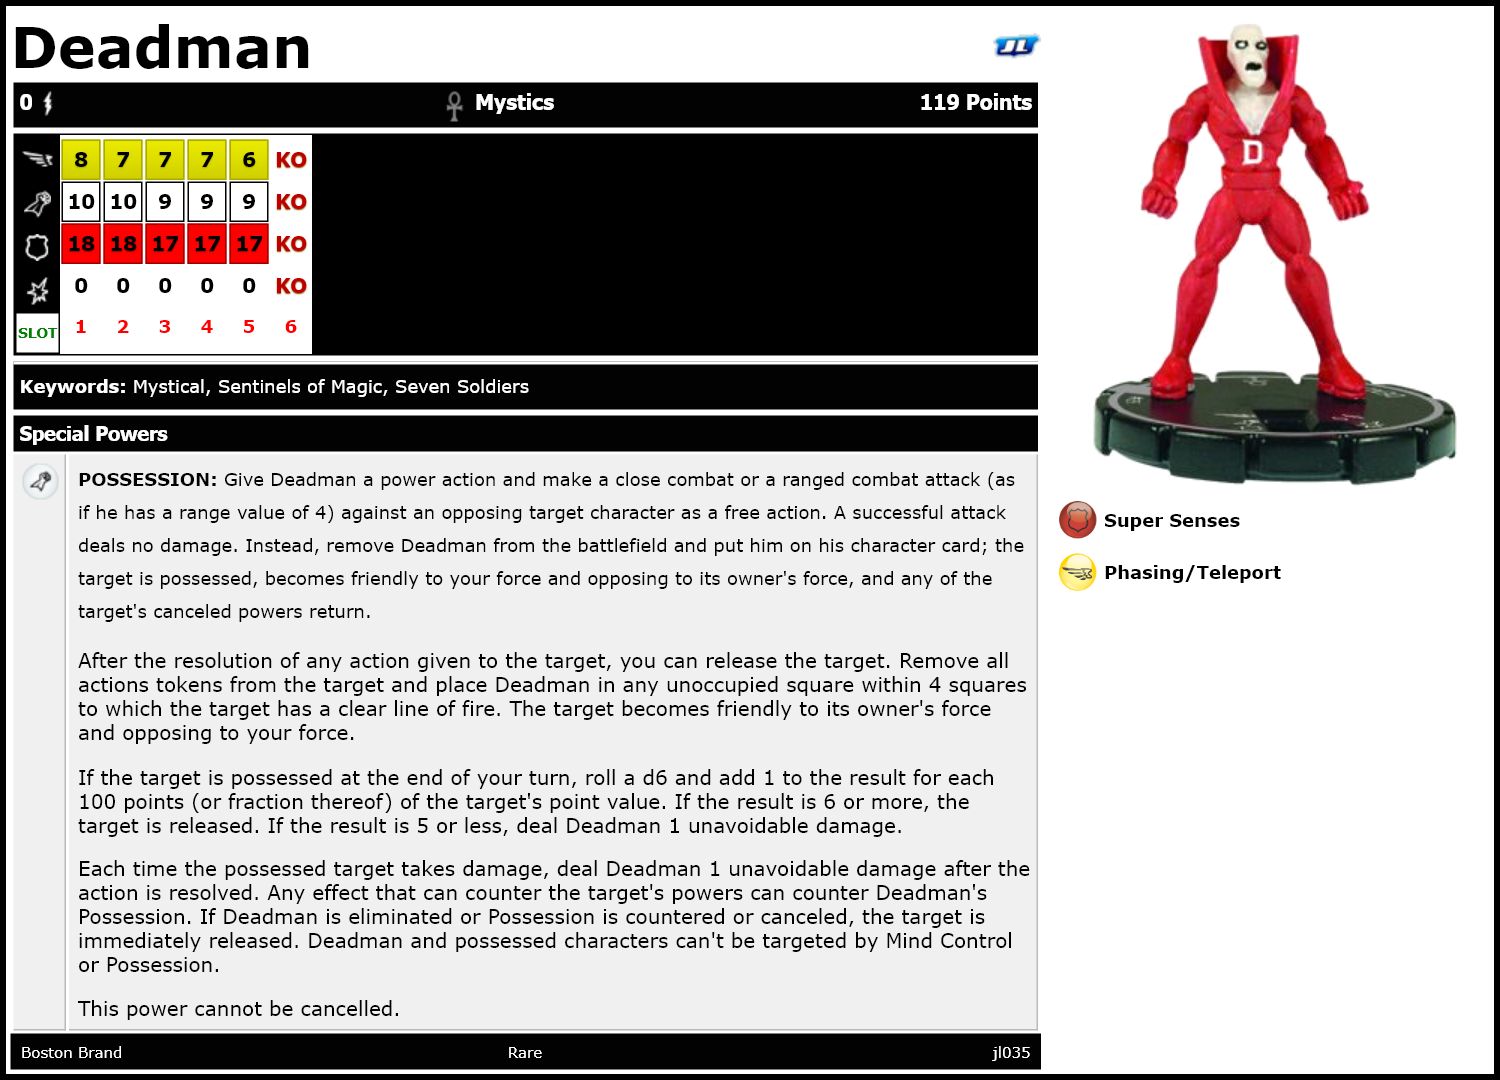 Deadman
JL
0 Mystics 119 Points
8 7 7 7 6 KO
10 10 9 9 9 KO
18 18 17 17 17 KO
0 0 0 0 0 KO
SLOT 1 2 3 4 5 6
Keywords: Mystical, Sentinels of Magic, Seven Soldiers
Special Powers
POSSESSION: Give Deadman a power action and make a close combat or a ranged combat attack (as
if he has a range value of 4) against an opposing target character as a free action. A successful attack
deals no damage. Instead, remove Deadman from the battlefield and put him on his character card; the
target is possessed, becomes friendly to your force and opposing to its owner's force, and any of the
target's canceled powers return.
After the resolution of any action given to the target, you can release the target. Remove all
actions tokens from the target and place Deadman in any unoccupied square within 4 squares
to which the target has a clear line of fire. The target becomes friendly to its owner's force
and opposing to your force.
If the target is possessed at the end of your turn, roll a d6 and add 1 to the result for each
100 points (or fraction thereof) of the target's point value. If the result is 6 or more, the
target is released. If the result is 5 or less, deal Deadman 1 unavoidable damage.
Each time the possessed target takes damage, deal Deadman 1 unavoidable damage after the
action is resolved. Any effect that can counter the target's powers can counter Deadman's
Possession. If Deadman is eliminated or Possession is countered or canceled, the target is
immediately released. Deadman and possessed characters can't be targeted by Mind Control
or Possession.
This power cannot be cancelled.
Boston Brand Rare jl035
D
Super Senses
Phasing/Teleport